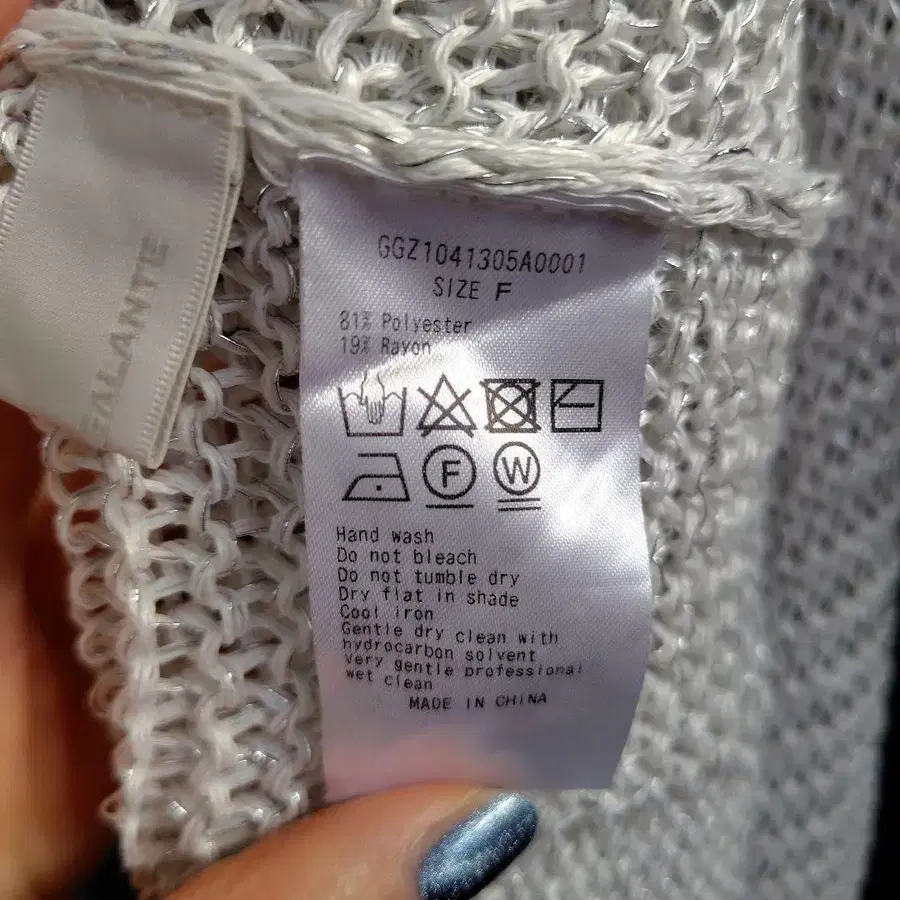 GGZ1041305A0001
SIZE F
81% Polyester
19% Rayon
F
W
Hand wash
Do not bleach
Do not tumble dry
Dry flat in shade
Cool iron
Gentle dry clean with
hydrocarbon solvent
Very gentle professional
wet clean
MADE IN CHINA